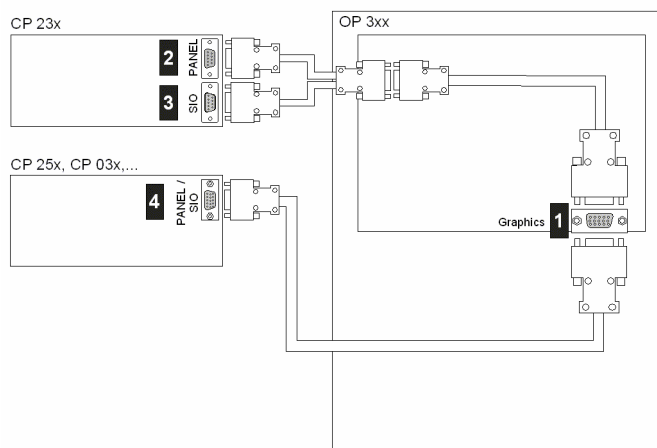 CP 23x
OP 3xx
2
PANEL
3
SIO
CP 25x, CP 03x,...
4
PANEL /
SIO
Graphics 1